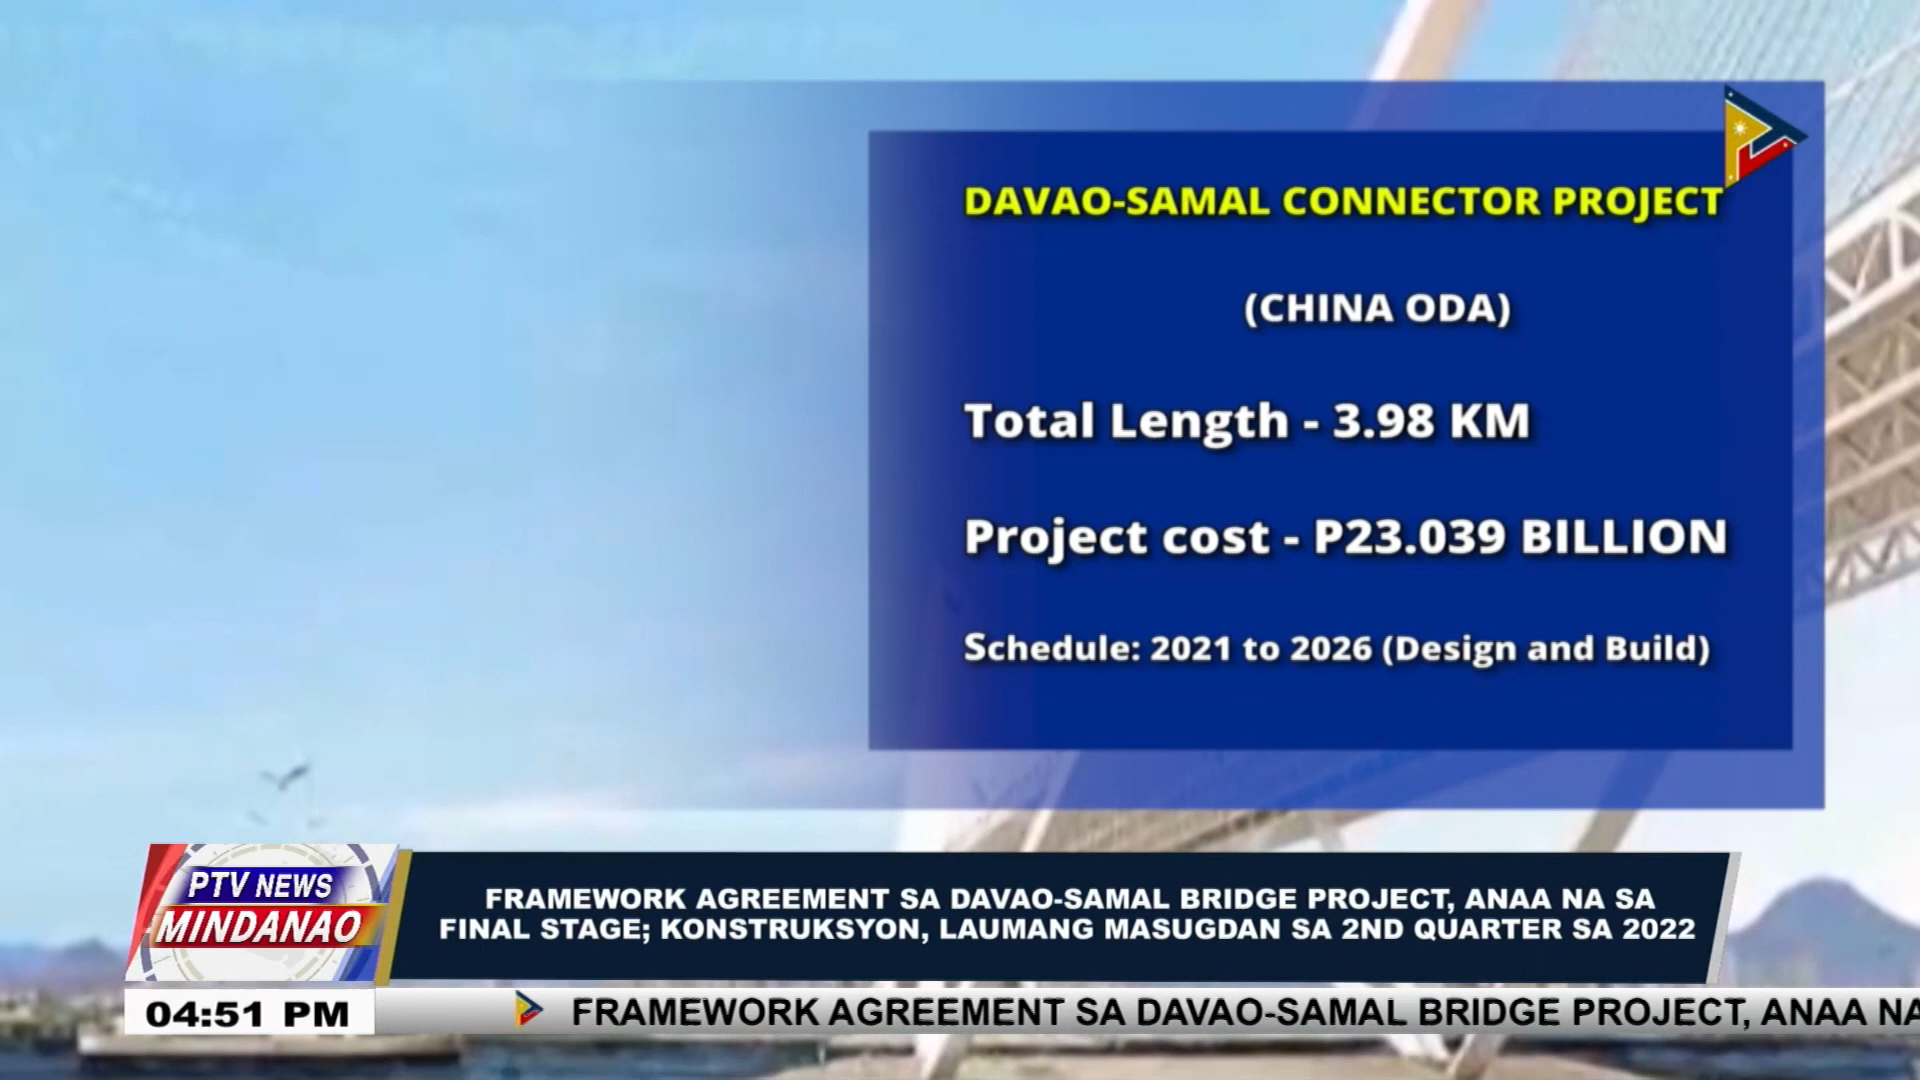 DAVAO-SAMAL CONNECTOR PROJECT
(CHINA ODA)
Total Length - 3.98 KM
Project cost - P23.039 BILLION
Schedule: 2021 to 2026 (Design and Build)
PTV NEWS
MINDANAO
FRAMEWORK AGREEMENT SA DAVAO-SAMAL BRIDGE PROJECT, ANAA NA SA
FINAL STAGE; KONSTRUKSYON, LAUMANG MASUGDAN SA 2ND QUARTER SA 2022
04:51 PM
FRAMEWORK AGREEMENT SA DAVAO-SAMAL BRIDGE PROJECT, ANAA NA